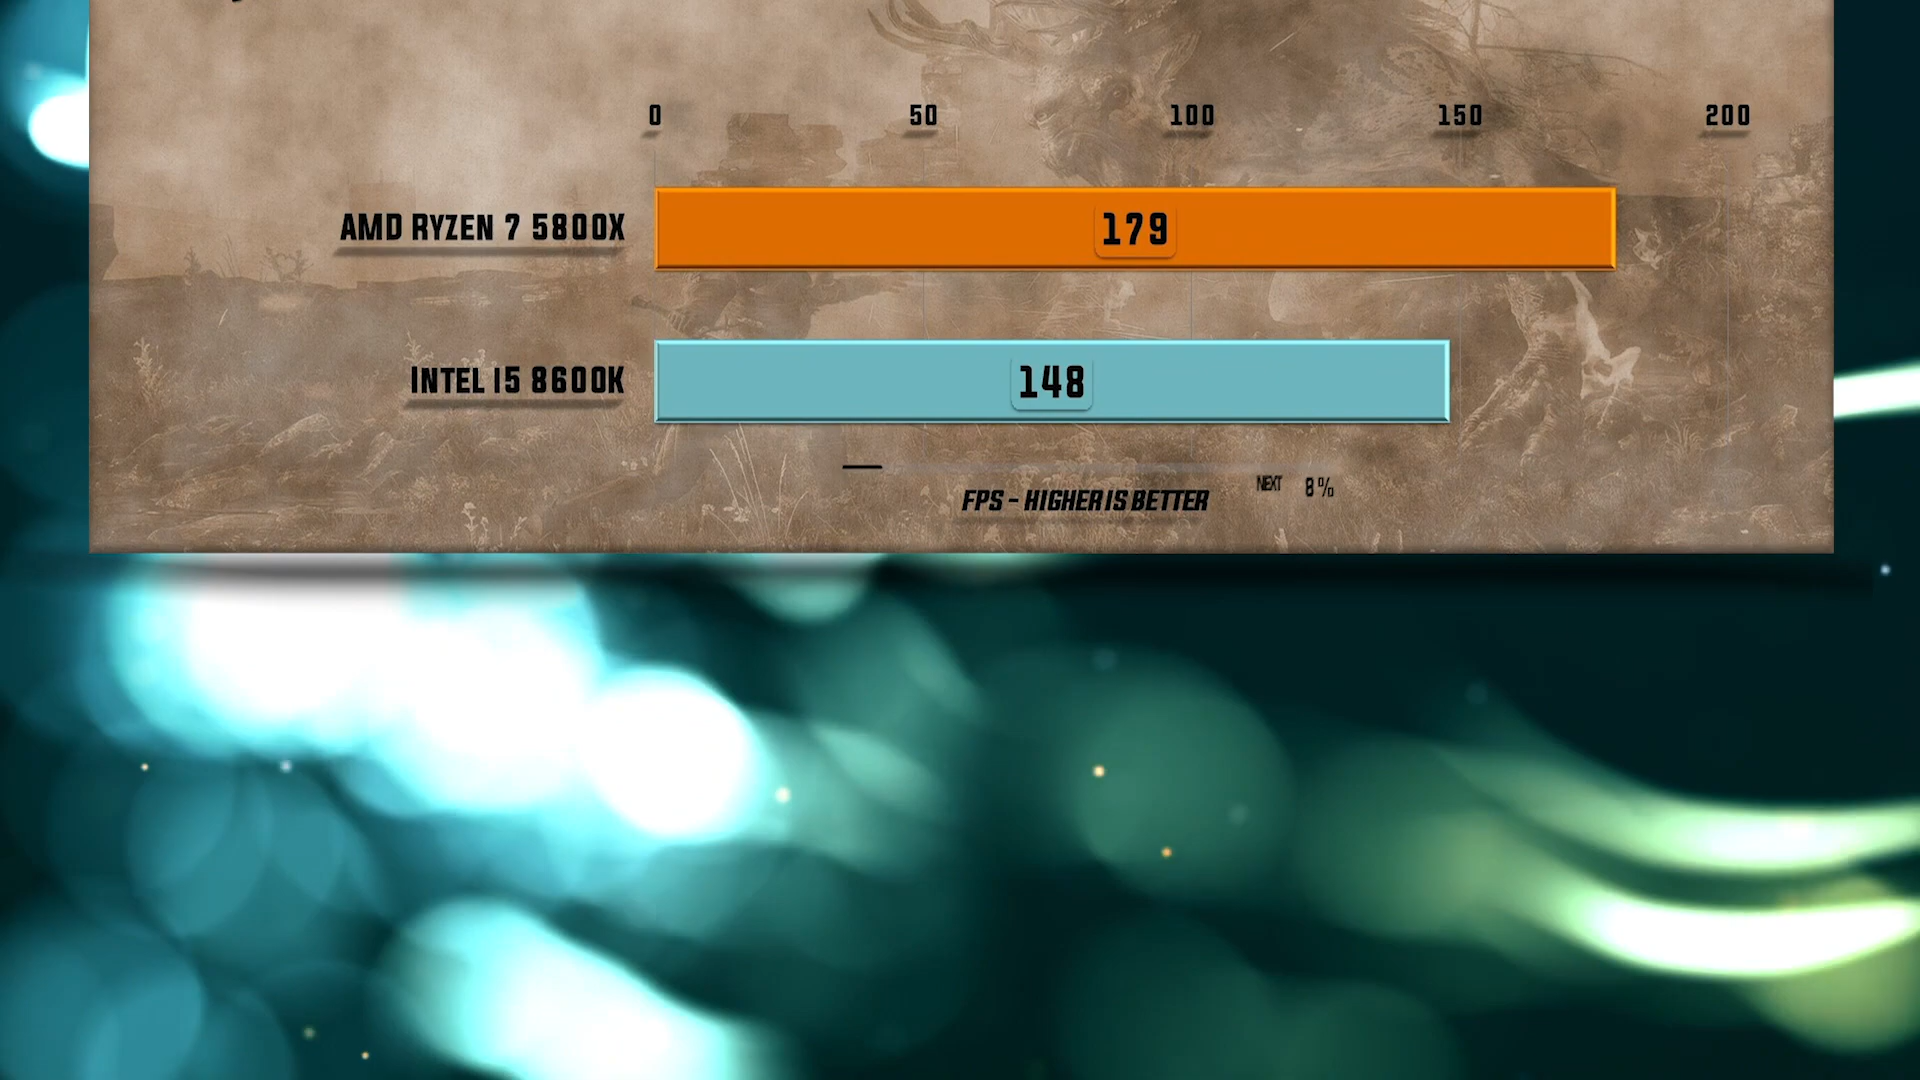 0 50 100 150 200
AMD RYZEN 7 5800X 179
INTEL I5 8600K 148
NEXT 8%
FPS - HIGHER IS BETTER